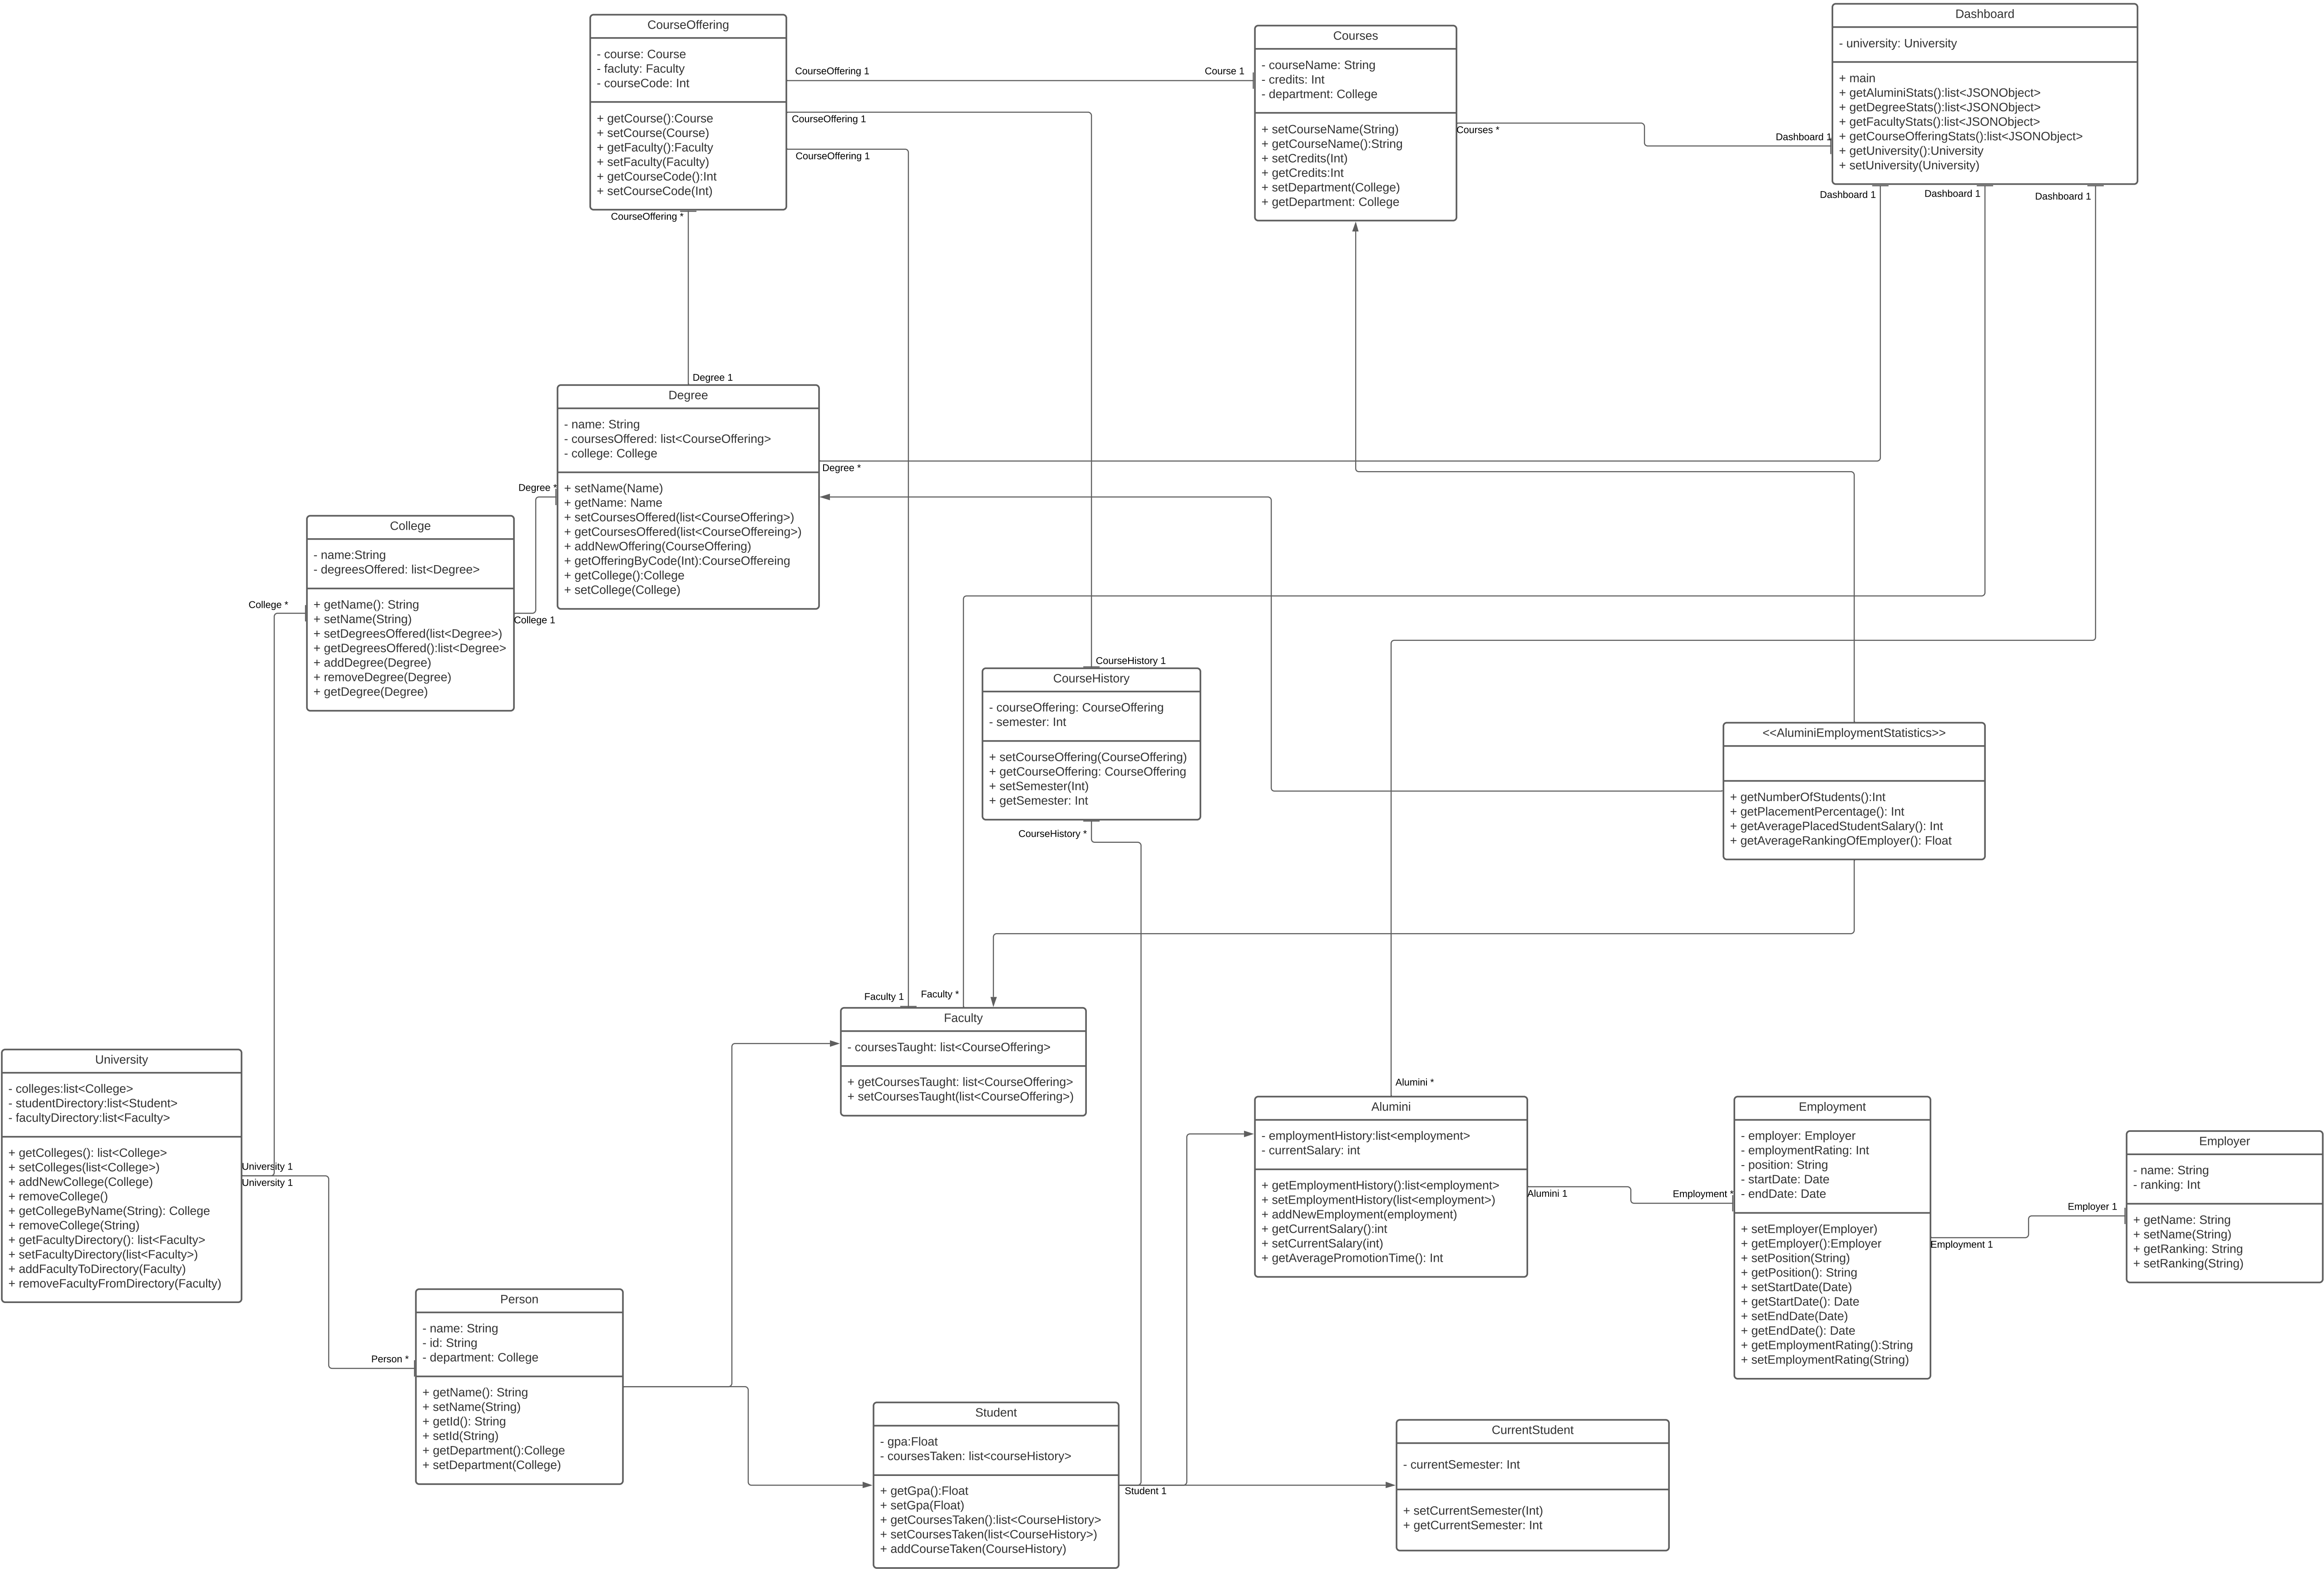 CourseOffering
- course: Course
- facluty: Faculty
- courseCode: Int
+ getCourse():Course
+ setCourse(Course)
+ getFaculty():Faculty
+ setFaculty(Faculty)
+ getCourseCode():Int
+ setCourseCode(Int)
CourseOffering 1
Course 1
CourseOffering 1
CourseOffering 1
CourseOffering *
Courses
- courseName: String
- credits: Int
- department: College
+ setCourseName(String)
+ getCourseName():String
+ setCredits(Int)
+ getCredits:Int
+ setDepartment(College)
+ getDepartment: College
Courses *
Dashboard 1
Dashboard
- university: University
+ main
+ getAluminiStats():list<JSONObject>
+ getDegreeStats():list<JSONObject>
+ getFacultyStats():list<JSONObject>
+ getCourseOfferingStats():list<JSONObject>
+ getUniversity():University
+ setUniversity(University)
Dashboard 1
Dashboard 1
Dashboard 1
Degree 1
Degree
- name: String
- coursesOffered: list<CourseOffering>
- college: College
+ setName(Name)
+ getName: Name
+ setCoursesOffered(list<CourseOffering>)
+ getCoursesOffered(list<CourseOffereing>)
+ addNewOffering(CourseOffering)
+ getOfferingByCode(Int):CourseOffereing
+ getCollege():College
+ setCollege(College)
Degree *
Degree *
College
- name:String
- degreesOffered: list<Degree>
+ getName(): String
+ setName(String)
+ setDegreesOffered(list<Degree>)
+ getDegreesOffered():list<Degree>
+ addDegree(Degree)
+ removeDegree(Degree)
+ getDegree(Degree)
College *
College 1
CourseHistory 1
CourseHistory
- courseOffering: CourseOffering
- semester: Int
+ setCourseOffering(CourseOffering)
+ getCourseOffering: CourseOffering
+ setSemester(Int)
+ getSemester: Int
CourseHistory *
<<AluminiEmploymentStatistics>>
+ getNumberOfStudents():Int
+ getPlacementPercentage(): Int
+ getAveragePlacedStudentSalary(): Int
+ getAverageRankingOfEmployer(): Float
Faculty 1
Faculty *
Faculty
- coursesTaught: list<CourseOffering>
+ getCoursesTaught: list<CourseOffering>
+ setCoursesTaught(list<CourseOffering>)
University
- colleges:list<College>
- studentDirectory:list<Student>
- facultyDirectory:list<Faculty>
+ getColleges(): list<College>
+ setColleges(list<College>)
+ addNewCollege(College)
+ removeCollege()
+ getCollegeByName(String): College
+ removeCollege(String)
+ getFacultyDirectory(): list<Faculty>
+ setFacultyDirectory(list<Faculty>)
+ addFacultyToDirectory(Faculty)
+ removeFacultyFromDirectory(Faculty)
University 1
University 1
Person *
Person
- name: String
- id: String
- department: College
+ getName(): String
+ setName(String)
+ getId(): String
+ setId(String)
+ getDepartment():College
+ setDepartment(College)
Alumini *
Alumini
- employmentHistory:list<employment>
- currentSalary: int
+ getEmploymentHistory():list<employment>
+ setEmploymentHistory(list<employment>)
+ addNewEmployment(employment)
+ getCurrentSalary():int
+ setCurrentSalary(int)
+ getAveragePromotionTime(): Int
Alumini 1
Employment *
Employment
- employer: Employer
- employmentRating: Int
- position: String
- startDate: Date
- endDate: Date
+ setEmployer(Employer)
+ getEmployer():Employer
+ setPosition(String)
+ getPosition(): String
+ setStartDate(Date)
+ getStartDate(): Date
+ setEndDate(Date)
+ getEndDate(): Date
+ getEmploymentRating():String
+ setEmploymentRating(String)
Employment 1
Employer 1
Employer
- name: String
- ranking: Int
+ getName: String
+ setName(String)
+ getRanking: String
+ setRanking(String)
Student
- gpa:Float
- coursesTaken: list<courseHistory>
+ getGpa():Float
+ setGpa(Float)
+ getCoursesTaken():list<CourseHistory>
+ setCoursesTaken(list<CourseHistory>)
+ addCourseTaken(CourseHistory)
Student 1
CurrentStudent
- currentSemester: Int
+ setCurrentSemester(Int)
+ getCurrentSemester: Int